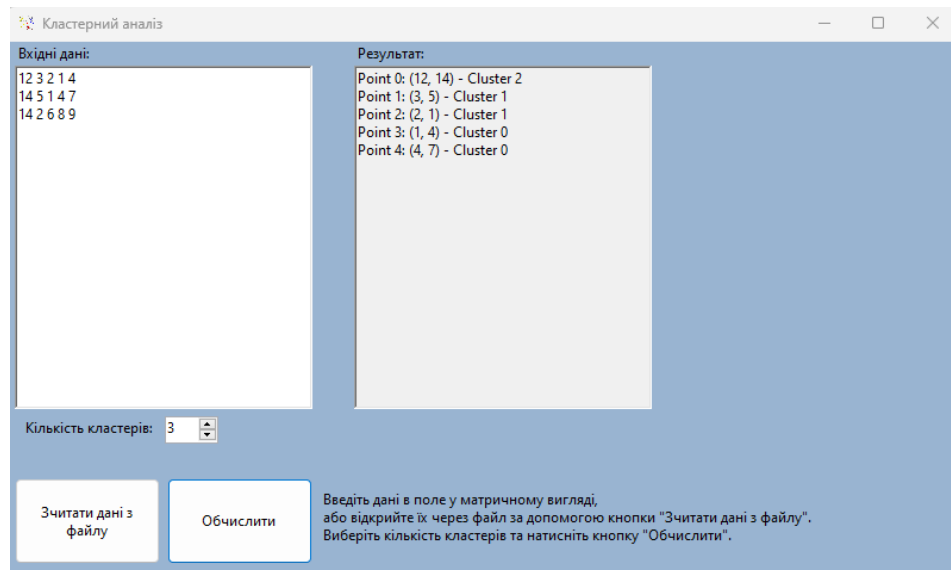 Кластерний аналіз
Вхідні дані:
12 3 2 1 4
14 5 1 4 7
14 2 6 8 9
Результат:
Point 0: (12, 14) - Cluster 2
Point 1: (3, 5) - Cluster 1
Point 2: (2, 1) - Cluster 1
Point 3: (1, 4) - Cluster 0
Point 4: (4, 7) - Cluster 0
Кількість кластерів: 3
Зчитати дані з
файлу
Обчислити
Введіть дані в поле у матричному вигляді,
або відкрийте їх через файл за допомогою кнопки "Зчитати дані з файлу".
Виберіть кількість кластерів та натисніть кнопку "Обчислити".